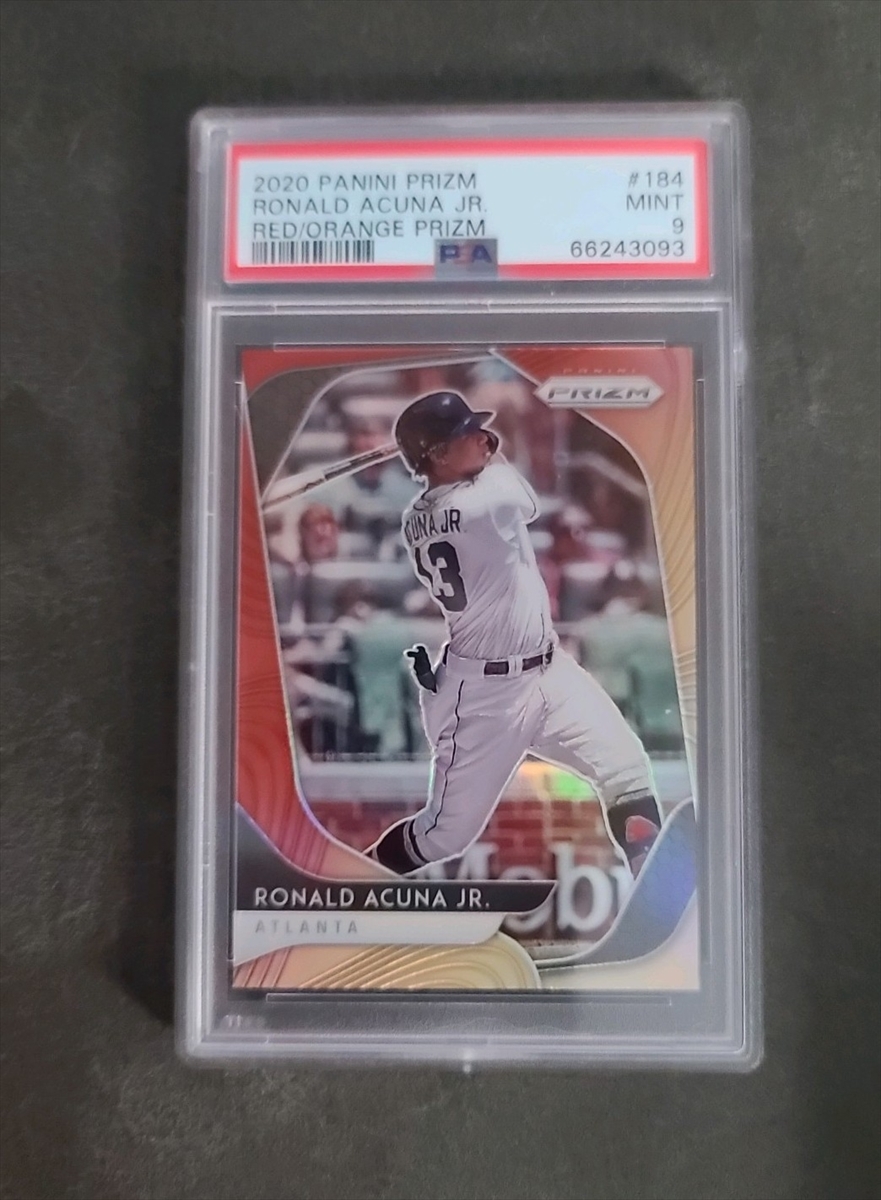 2020 PANINI PRIZM #184
RONALD ACUNA JR. MINT
RED/ORANGE PRIZM 9
PSA 66243093
PANINI
PRIZM
ACUNA JR.
13
RONALD ACUNA JR.
ATLANTA